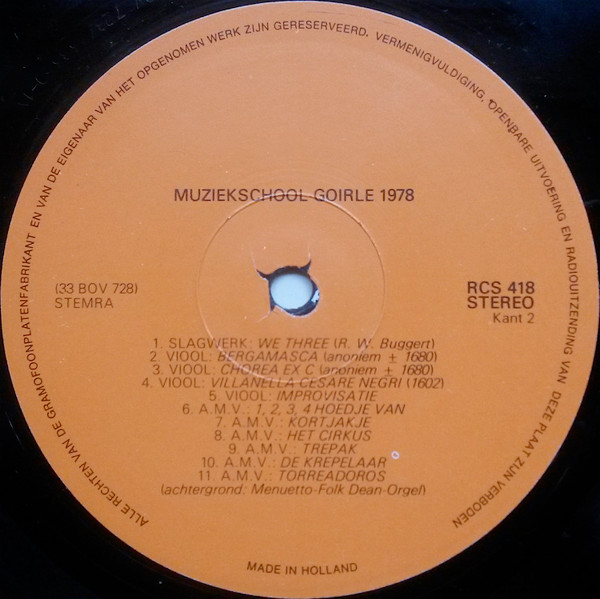 ALLE RECHTEN VAN DE GRAMOFOONPLATENFABRIKANT EN VAN DE EIGENAAR VAN HET OPGENOMEN WERK ZIJN GERESERVEERD. VERMENIGVULDIGING, OPENBARE UITVOERING EN RADIOUITZENDING VAN DEZE PLAAT ZIJN VERBODEN
MUZIEKSCHOOL GOIRLE 1978
(33 BOV 728)
STEMRA
RCS 418
STEREO
Kant 2
1. SLAGWERK: WE THREE (R. W. Buggert)
2. VIOOL: BERGAMASCA (anoniem ± 1680)
3. VIOOL: CHOREA EX C (anoniem ± 1680)
4. VIOOL: VILLANELLA CESARE NEGRI (1602)
5 VIOOL: IMPROVISATIE
6. A.M.V.: 1, 2, 3, 4 HOEDJE VAN
7. A.M.V.: KORTJAKJE
8. A.M.V.: HET CIRKUS
9. A.M.V.: TREPAK
10. A.M.V.: DE KREPELAAR
11. A.M.V.: TORREADOROS
(achtergrond: Menuetto-Folk Dean-Orgel)
MADE IN HOLLAND